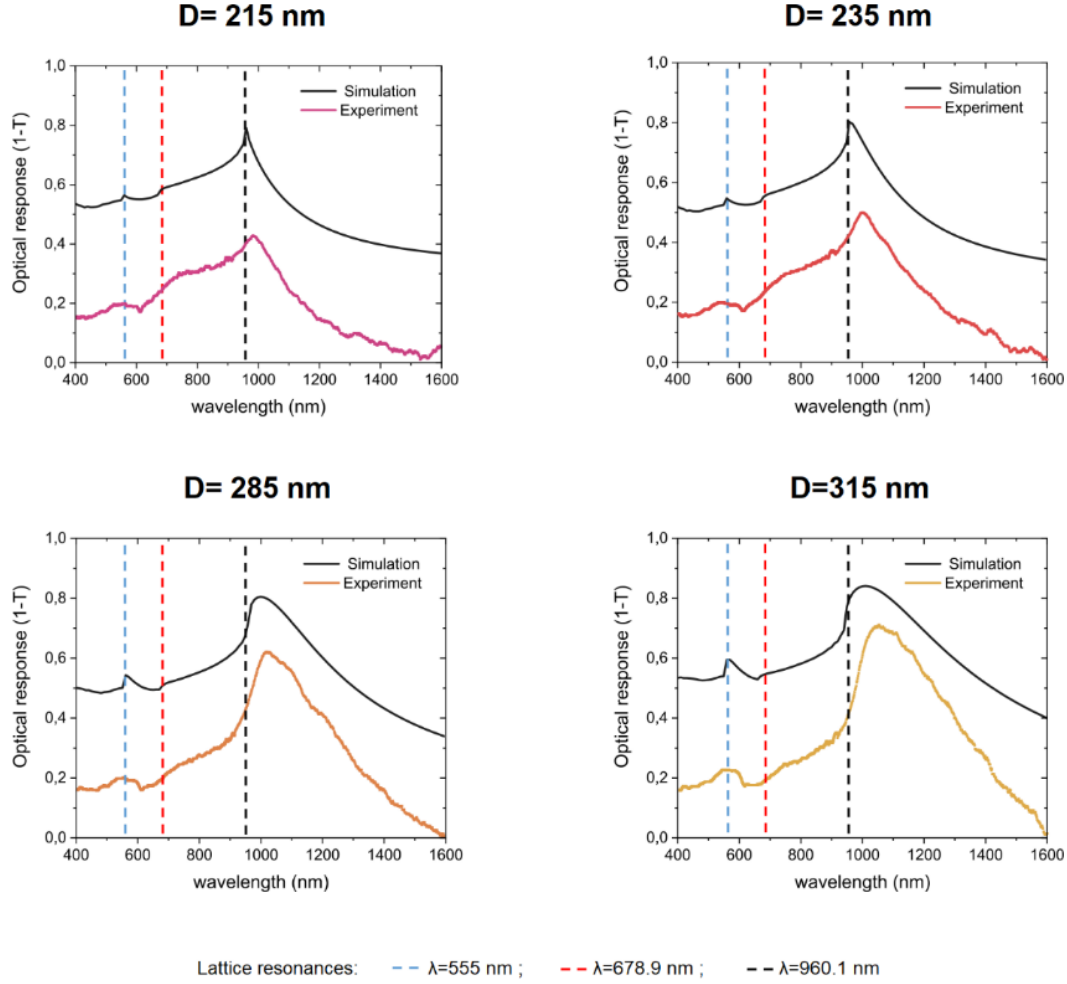 D= 215 nm
D= 235 nm
1,0
0,8
0,6
0,4
0,2
0,0
Optical response (1-T)
Simulation
Experiment
400 600 800 1000 1200 1400 1600
wavelength (nm)
1,0
0,8
0,6
0,4
0,2
0,0
Optical response (1-T)
Simulation
Experiment
400 600 800 1000 1200 1400 1600
wavelength (nm)
D= 285 nm
D=315 nm
1,0
0,8
0,6
0,4
0,2
0,0
Optical response (1-T)
Simulation
Experiment
400 600 800 1000 1200 1400 1600
wavelength (nm)
1,0
0,8
0,6
0,4
0,2
0,0
Optical response (1-T)
Simulation
Experiment
400 600 800 1000 1200 1400 1600
wavelength (nm)
Lattice resonances: λ=555 nm ; λ=678.9 nm ; λ=960.1 nm